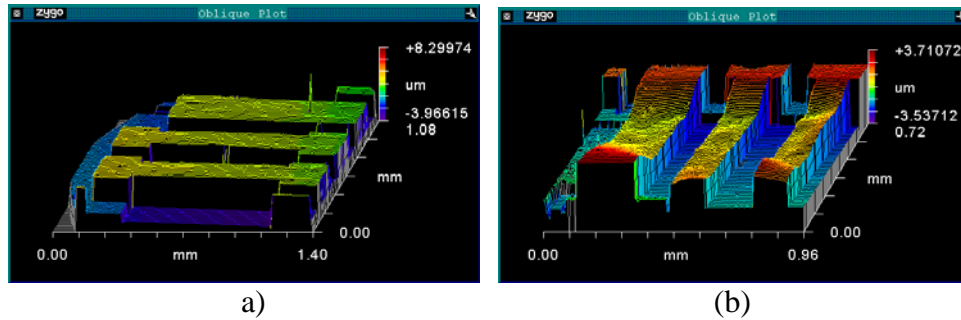 zygo Oblique Plot
+8.29974
um
-3.96615
1.08
mm
0.00
0.00 mm 1.40
a)
zygo Oblique Plot
+3.71072
um
-3.53712
0.72
mm
0.00
0.00 mm 0.96
(b)